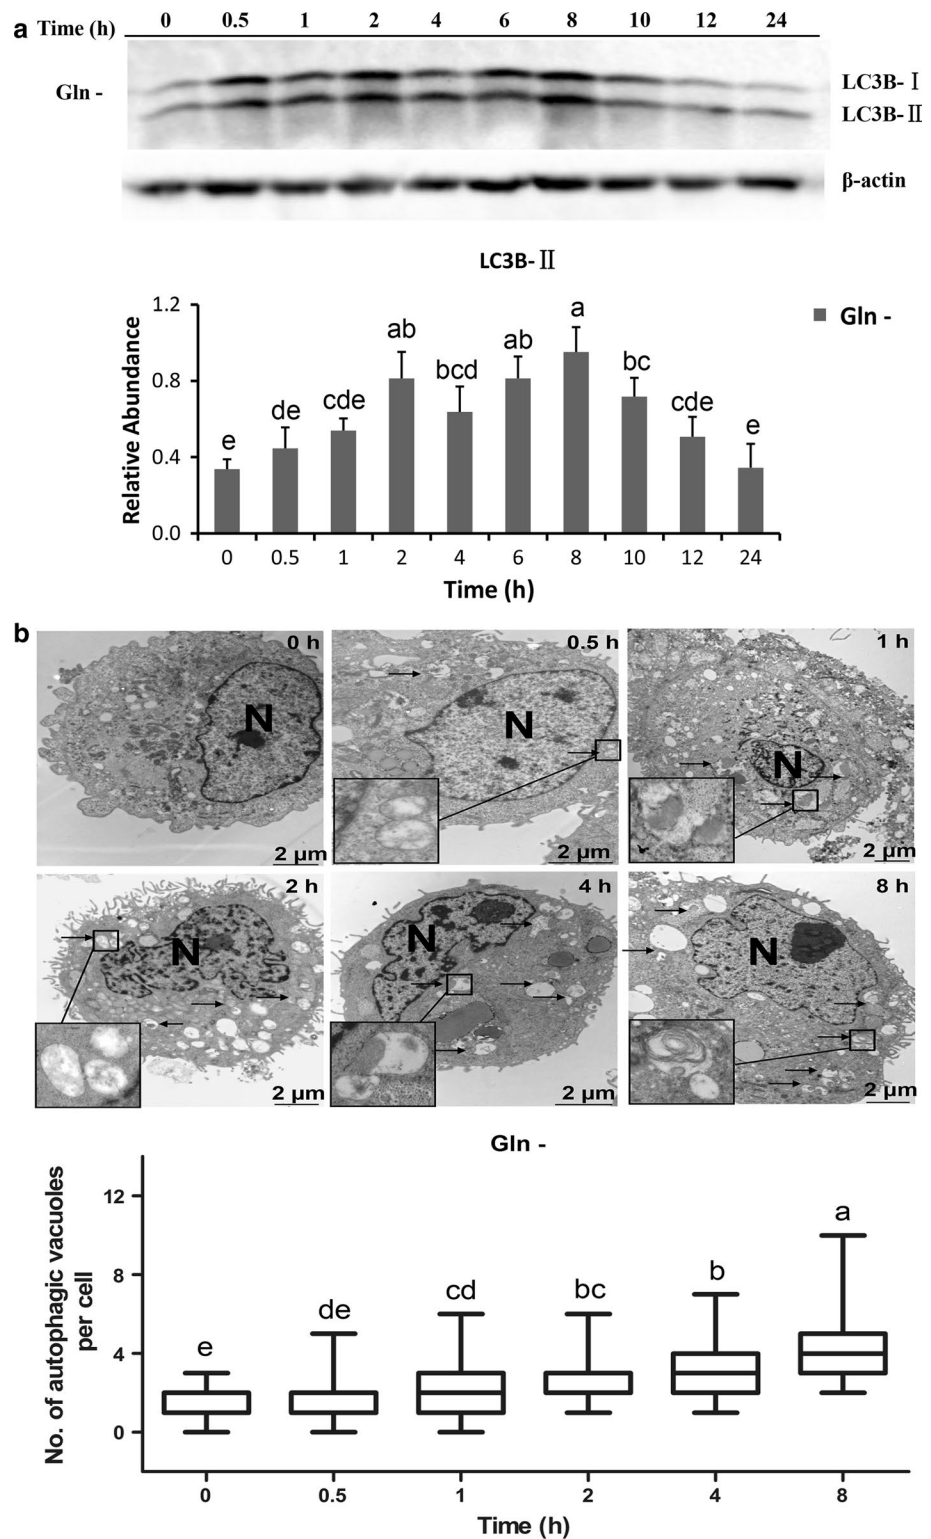 a Time (h) 0 0.5 1 2 4 6 8 10 12 24
Gln -
LC3B-Ⅰ
LC3B-Ⅱ
β-actin
LC3B-Ⅱ
Gln -
Relative Abundance
1.2
0.8
0.4
0.0
e de cde ab bcd ab a bc cde e
0 0.5 1 2 4 6 8 10 12 24
Time (h)
b
0 h
N
2 µm
0.5 h
N
2 µm
1 h
N
2 µm
2 h
N
2 µm
4 h
N
2 µm
8 h
N
2 µm
Gln -
No. of autophagic vacuoles
per cell
12
8
4
0
e de cd bc b a
0 0.5 1 2 4 8
Time (h)